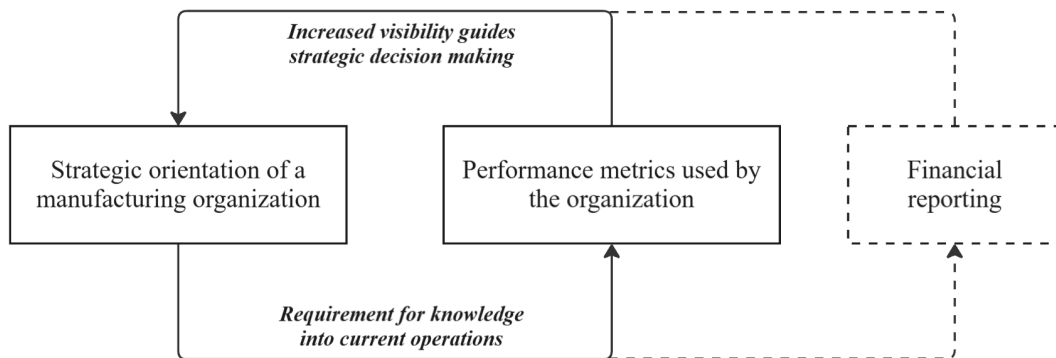 Increased visibility guides
strategic decision making
Strategic orientation of a
manufacturing organization
Performance metrics used by
the organization
Financial
reporting
Requirement for knowledge
into current operations